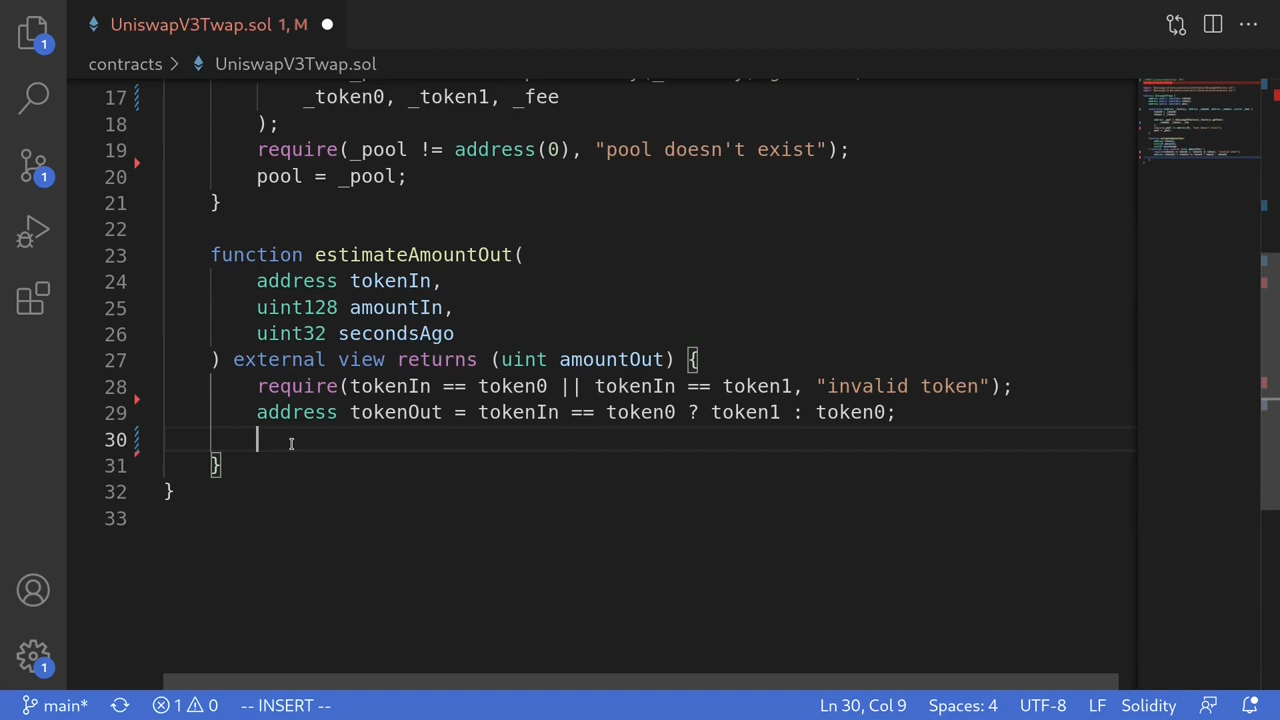 1
UniswapV3Twap.sol 1, M
contracts > UniswapV3Twap.sol
17 _token0, _token1, _fee
18 );
19 require(_pool != address(0), "pool doesn't exist");
20 pool = _pool;
21 }
22
23 function estimateAmountOut(
24 address tokenIn,
25 uint128 amountIn,
26 uint32 secondsAgo
27 ) external view returns (uint amountOut) {
28 require(tokenIn == token0 || tokenIn == token1, "invalid token");
29 address tokenOut = tokenIn == token0 ? token1 : token0;
30
31 }
32 }
33
1
1
main* 1 0 -- INSERT -- Ln 30, Col 9 Spaces: 4 UTF-8 LF Solidity